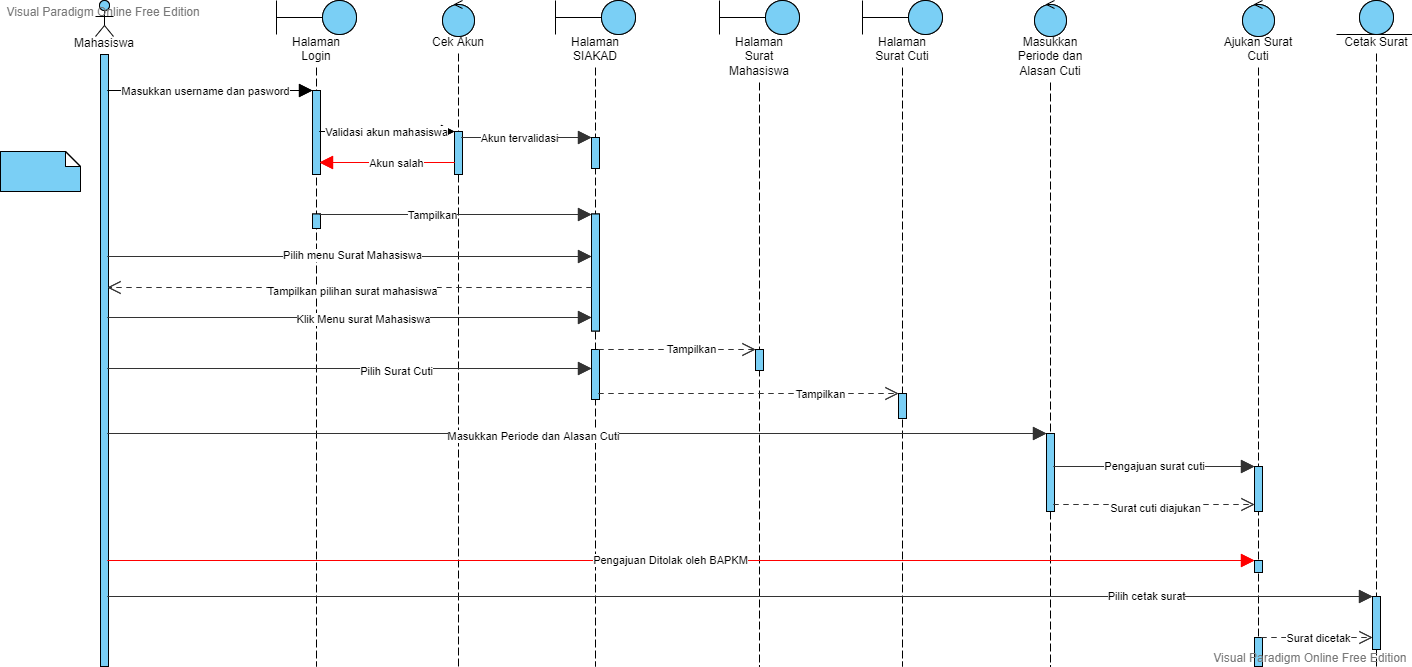 Visual Paradigm Online Free Edition
Mahasiswa
Halaman
Login
Cek Akun
Halaman
SIAKAD
Halaman
Surat
Mahasiswa
Halaman
Surat Cuti
Masukkan
Periode dan
Alasan Cuti
Ajukan Surat
Cuti
Cetak Surat
Masukkan username dan pasword
Validasi akun mahasiswa
Akun tervalidasi
Akun salah
Tampilkan
Pilih menu Surat Mahasiswa
Tampilkan pilihan surat mahasiswa
Klik Menu surat Mahasiswa
Tampilkan
Pilih Surat Cuti
Tampilkan
Masukkan Periode dan Alasan Cuti
Pengajuan surat cuti
Surat cuti diajukan
Pengajuan Ditolak oleh BAPKM
Pilih cetak surat
Surat dicetak
Visual Paradigm Online Free Edition